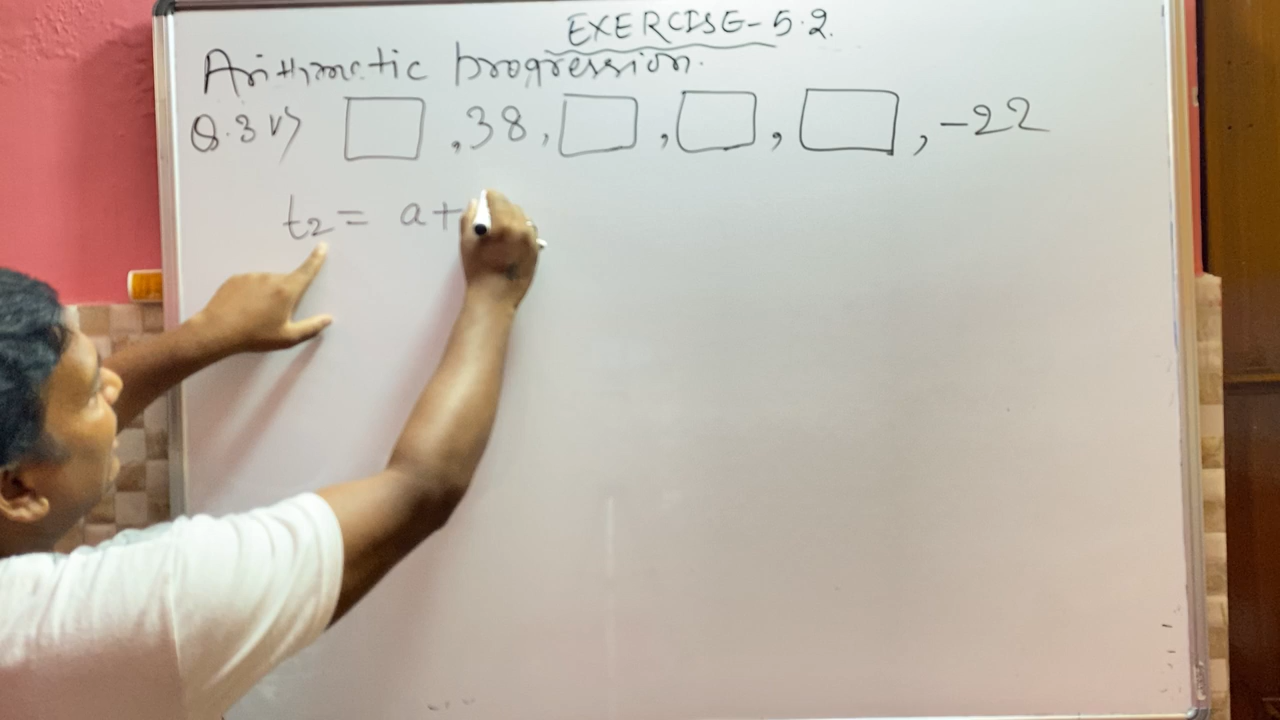 EXERCISE-5.2.
Arithmetic progression.
Q.3 v) □ , 38, □ , □ , □ , -22
t2 = a+